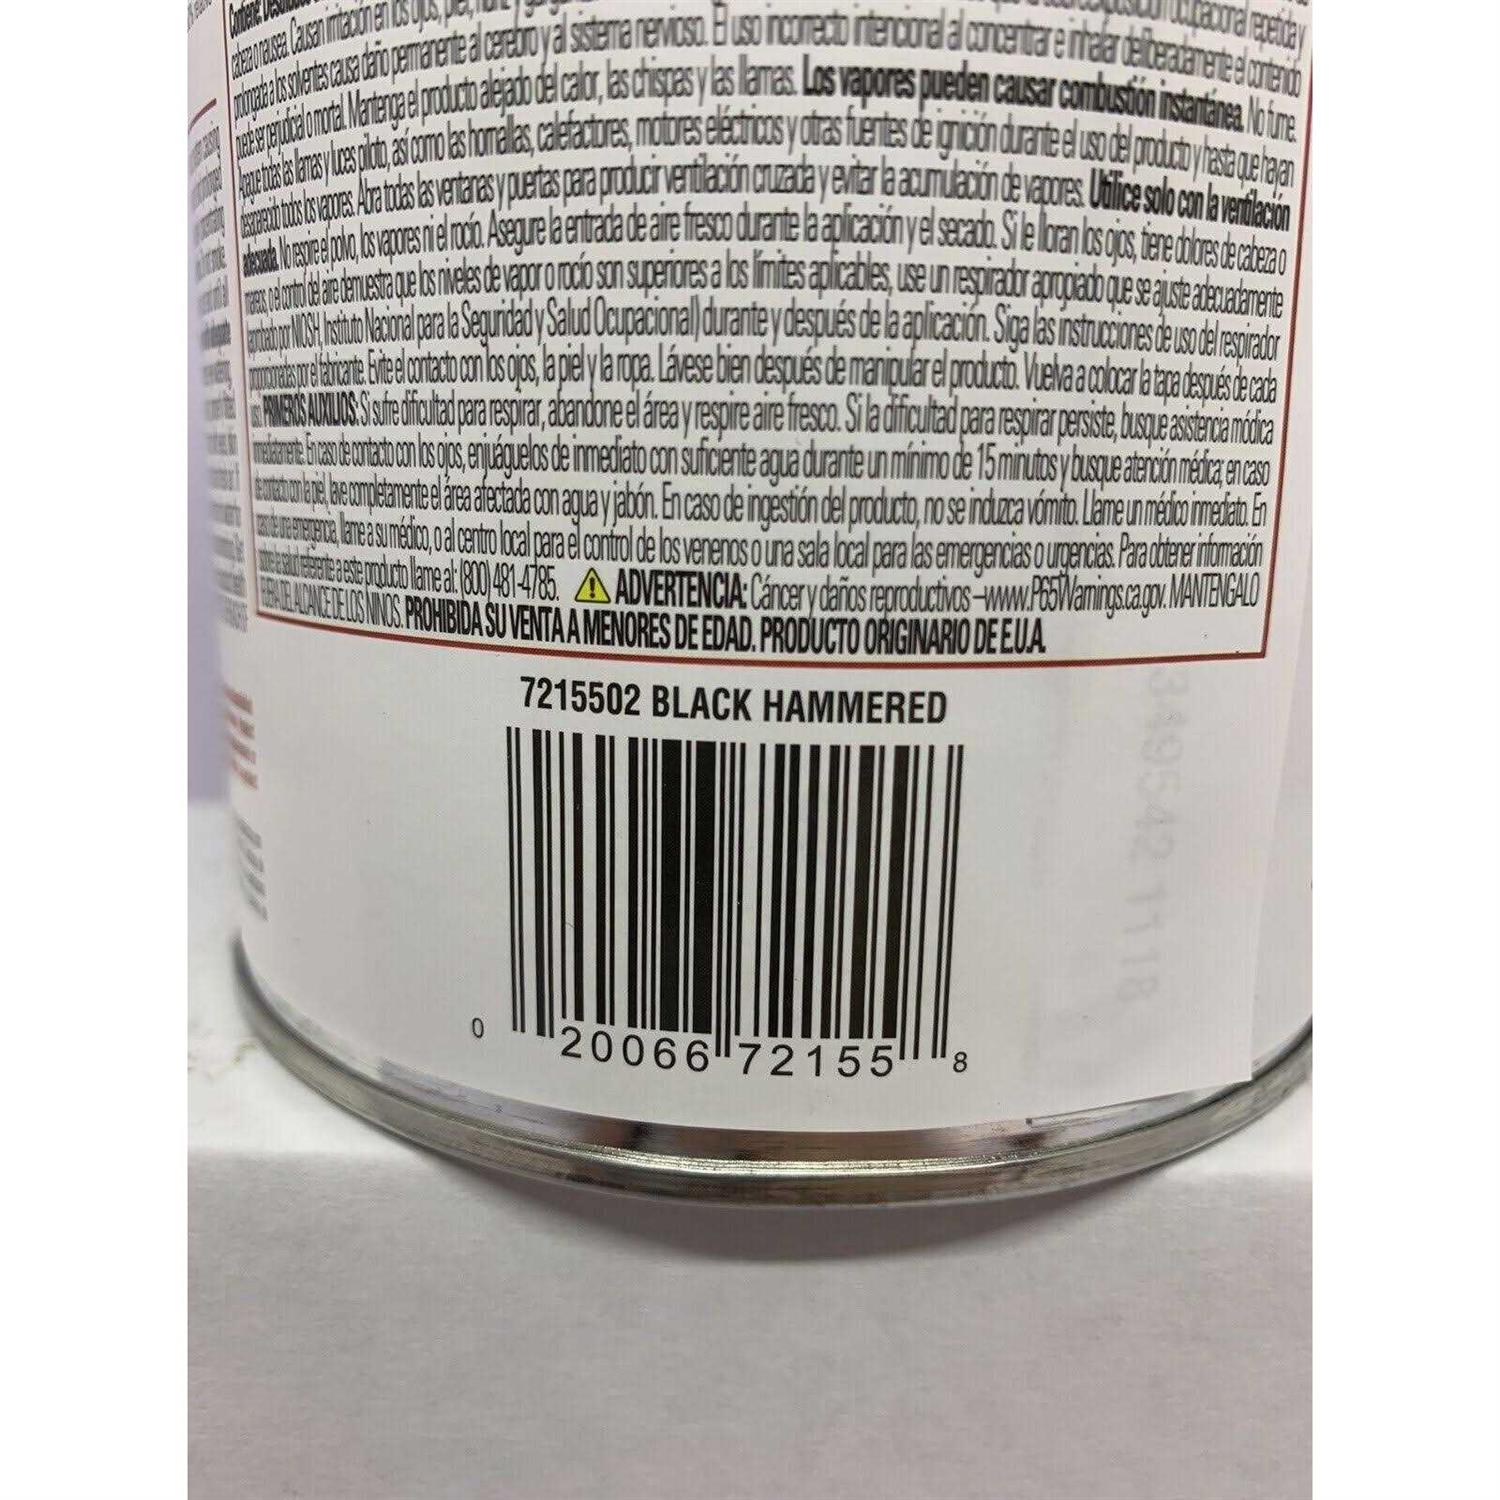 cabeza o nausea. Causan irritación en los ojos, piel, nariz y
prolongada a los solventes causa daño permanente al cerebro y al sistema nervioso. El uso incorrecto intencional al concentrar e inhalar deliberadamente el contenido
puede ser perjudicial o mortal. Mantenga el producto alejado del calor, las chispas y las llamas. Los vapores pueden causar combustión instantánea. No fume.
Apague todas las llamas y luces piloto, así como las hornallas, calefactores, motores eléctricos y otras fuentes de ignición durante el uso del producto y hasta que hayan
desaparecido todos los vapores. Abra todas las ventanas y puertas para producir ventilación cruzada y evitar la acumulación de vapores. Utilice solo con la ventilación
adecuada. No respire el polvo, los vapores ni el rocío. Asegure la entrada de aire fresco durante la aplicación y el secado. Si le lloran los ojos, tiene dolores de cabeza o
mareos, o el control del aire demuestra que los niveles de vapor o rocío son superiores a los límites aplicables, use un respirador apropiado que se ajuste adecuadamente
aprobado por NIOSH, Instituto Nacional para la Seguridad y Salud Ocupacional) durante y después de la aplicación. Siga las instrucciones de uso del respirador
proporcionadas por el fabricante. Evite el contacto con los ojos, la piel y la ropa. Lávese bien después de manipular el producto. Vuelva a colocar la tapa después de cada
uso. PRIMEROS AUXILIOS: Si sufre dificultad para respirar, abandone el área y respire aire fresco. Si la dificultad para respirar persiste, busque asistencia médica
inmediatamente. En caso de contacto con los ojos, enjuáguelos de inmediato con suficiente agua durante un mínimo de 15 minutos y busque atención médica; en caso
de contacto con la piel, lave completamente el área afectada con agua y jabón. En caso de ingestión del producto, no se induzca vómito. Llame un médico inmediato. En
caso de una emergencia, llame a su médico, o al centro local para el control de los venenos o una sala local para las emergencias o urgencias. Para obtener información
sobre la salud referente a este producto llame al: (800) 481-4785. ADVERTENCIA: Cáncer y daños reproductivos –www.P65Warnings.ca.gov. MANTENGALO
FUERA DEL ALCANCE DE LOS NINOS. PROHIBIDA SU VENTA A MENORES DE EDAD. PRODUCTO ORIGINARIO DE E.U.A.
7215502 BLACK HAMMERED
0 20066 72155 8
349542 1118